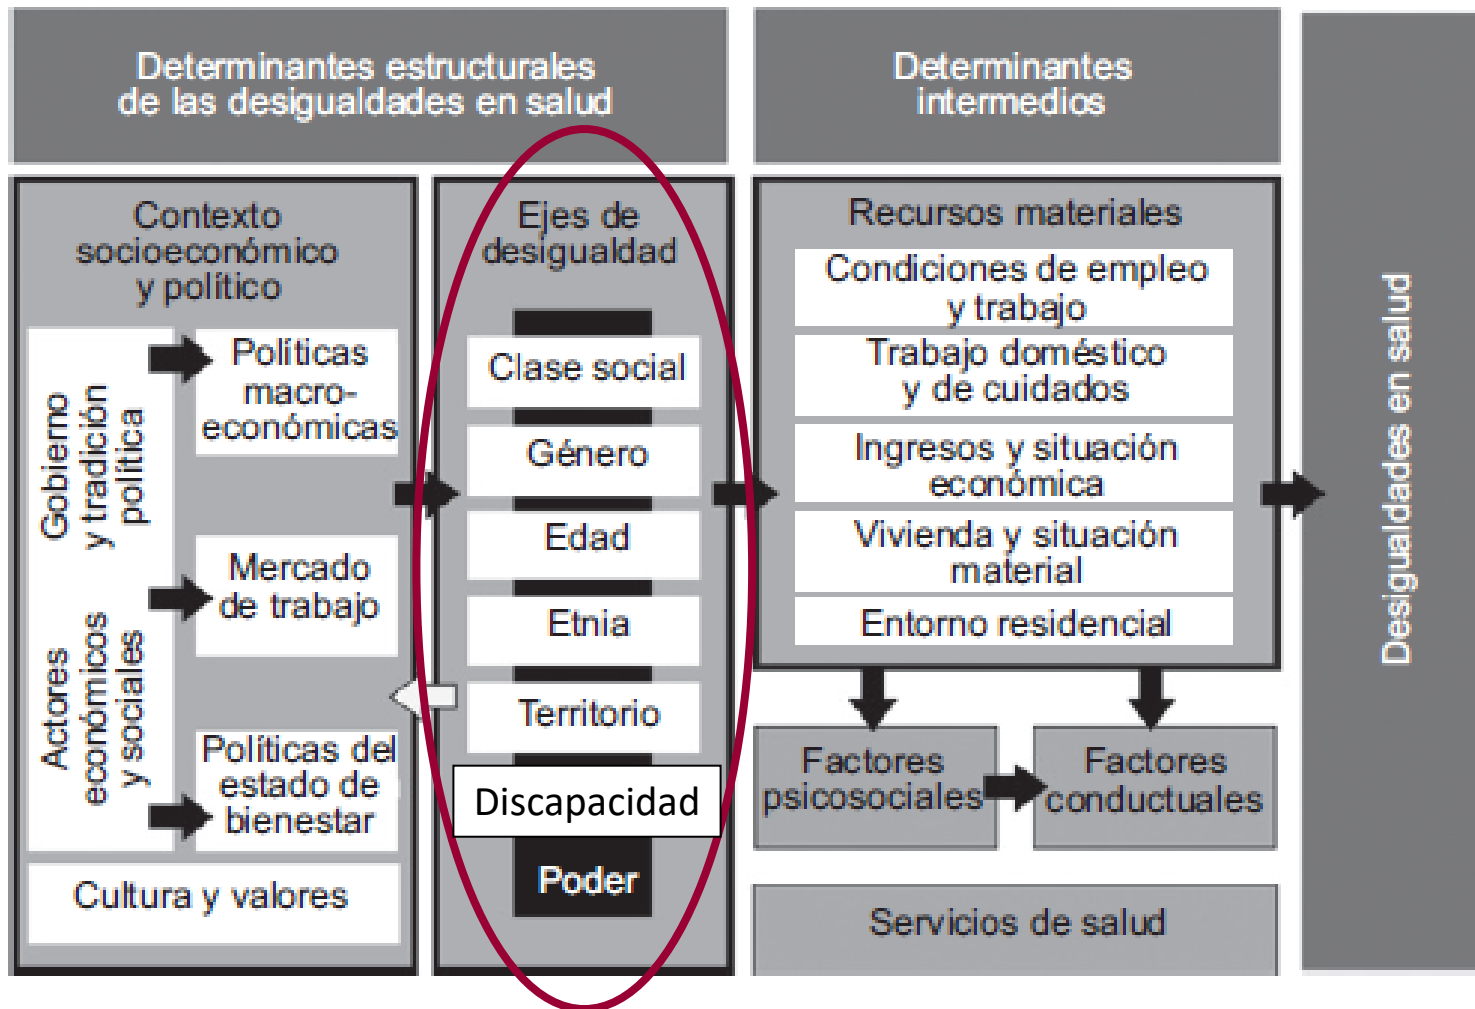 Determinantes estructurales
de las desigualdades en salud
Determinantes
intermedios
Contexto
socioeconómico
y político
Gobierno
y tradición
política
Actores
económicos
y sociales
Políticas
macro-
económicas
Mercado
de trabajo
Políticas del
estado de
bienestar
Cultura y valores
Ejes de
desigualdad
Clase social
Género
Edad
Etnia
Territorio
Discapacidad
Poder
Recursos materiales
Condiciones de empleo
y trabajo
Trabajo doméstico
y de cuidados
Ingresos y situación
económica
Vivienda y situación
material
Entorno residencial
Factores
psicosociales
Factores
conductuales
Servicios de salud
Desigualdades en salud